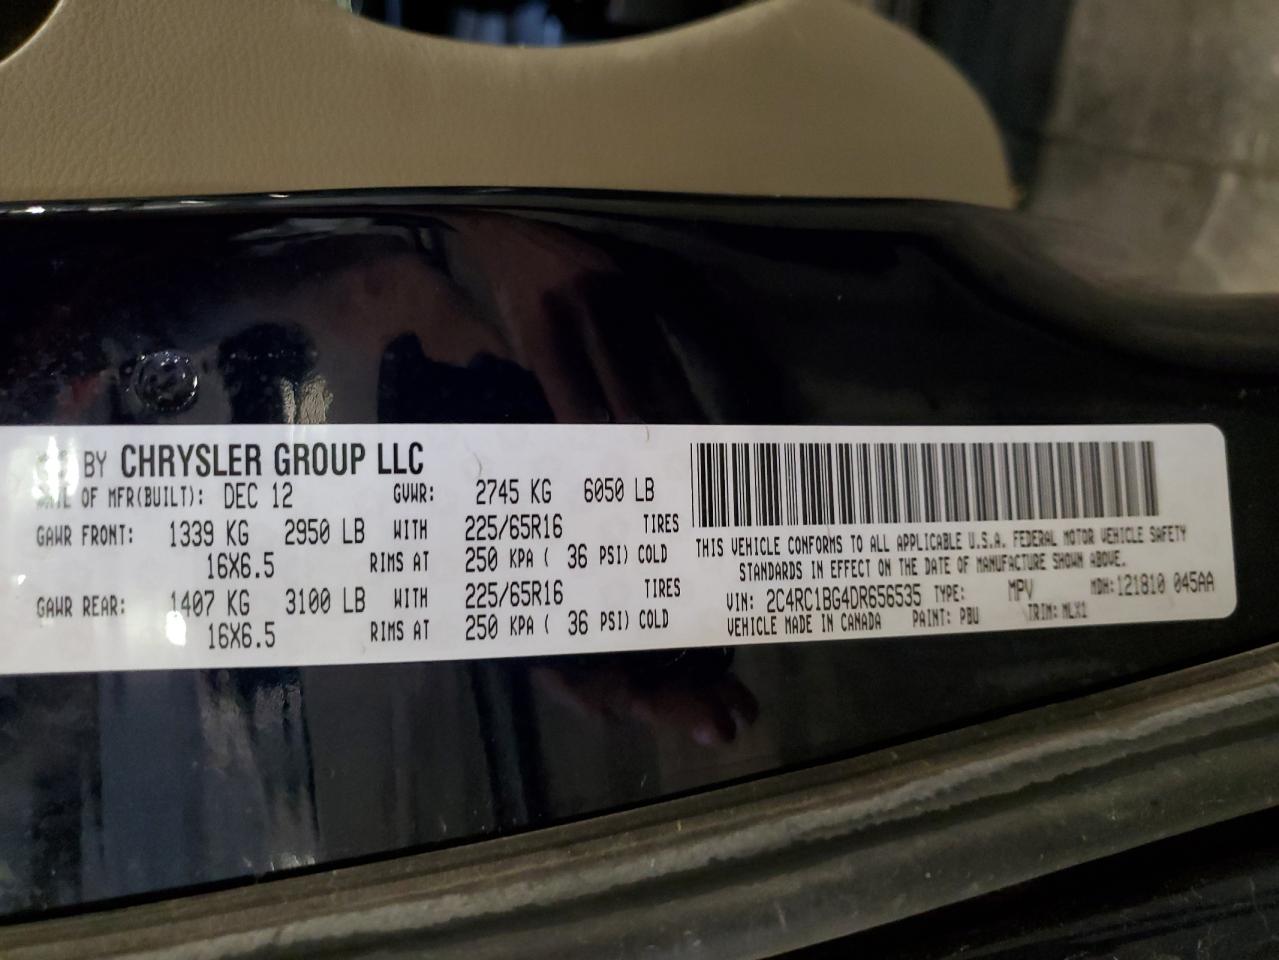 BY CHRYSLER GROUP LLC
DATE OF MFR(BUILT): DEC 12 GVWR: 2745 KG 6050 LB
GAWR FRONT: 1339 KG 2950 LB WITH 225/65R16 TIRES
16X6.5 RIMS AT 250 KPA ( 36 PSI) COLD
GAWR REAR: 1407 KG 3100 LB WITH 225/65R16 TIRES
16X6.5 RIMS AT 250 KPA ( 36 PSI) COLD
THIS VEHICLE CONFORMS TO ALL APPLICABLE U.S.A. FEDERAL MOTOR VEHICLE SAFETY
STANDARDS IN EFFECT ON THE DATE OF MANUFACTURE SHOWN ABOVE.
VIN: 2C4RC1BG4DR656535 TYPE: MPV MDH: 121810 045AA
VEHICLE MADE IN CANADA PAINT: PBU TRIM: MLX1